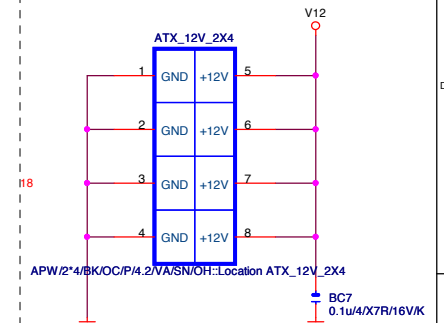 V12
ATX_12V_2X4
1 GND +12V 5
2 GND +12V 6
3 GND +12V 7
18
4 GND +12V 8
APW/2*4/BK/OC/P/4.2/VA/SN/OH::Location ATX_12V_2X4
BC7
0.1u/4/X7R/16V/K